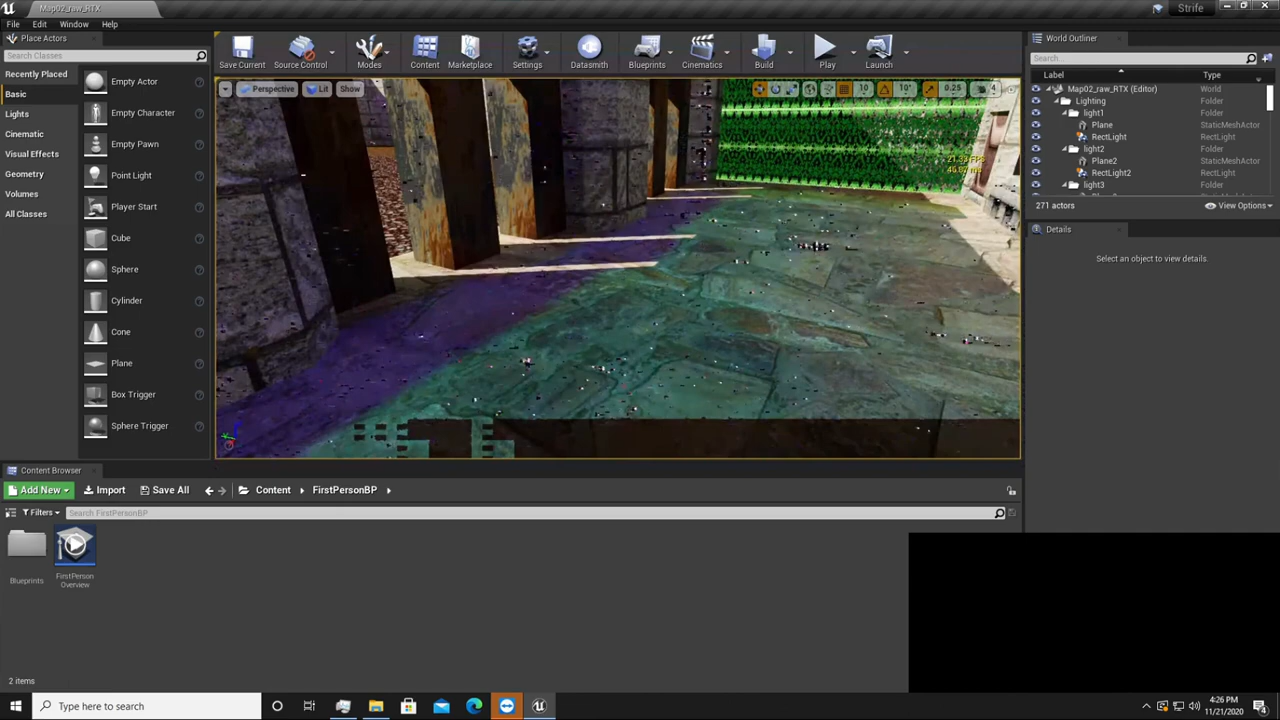 Map02_raw_RTX
Strife
File Edit Window Help
Place Actors
Search Classes
Recently Placed
Basic
Lights
Cinematic
Visual Effects
Geometry
Volumes
All Classes
Empty Actor
Empty Character
Empty Pawn
Point Light
Player Start
Cube
Sphere
Cylinder
Cone
Plane
Box Trigger
Sphere Trigger
Save Current
Source Control
Modes
Content
Marketplace
Settings
Datasmith
Blueprints
Cinematics
Build
Play
Launch
Perspective
Lit
Show
10
10°
0.25
4
World Outliner
Search...
Label Type
Map02_raw_RTX (Editor) World
Lighting Folder
light1 Folder
Plane StaticMeshActor
RectLight RectLight
light2 Folder
Plane2 StaticMeshActor
RectLight2 RectLight
light3 Folder
271 actors
View Options
Details
Select an object to view details.
Content Browser
Add New Import Save All Content FirstPersonBP
Filters Search FirstPersonBP
Blueprints
FirstPerson
Overview
2 items
Type here to search
4:26 PM
11/21/2020
4